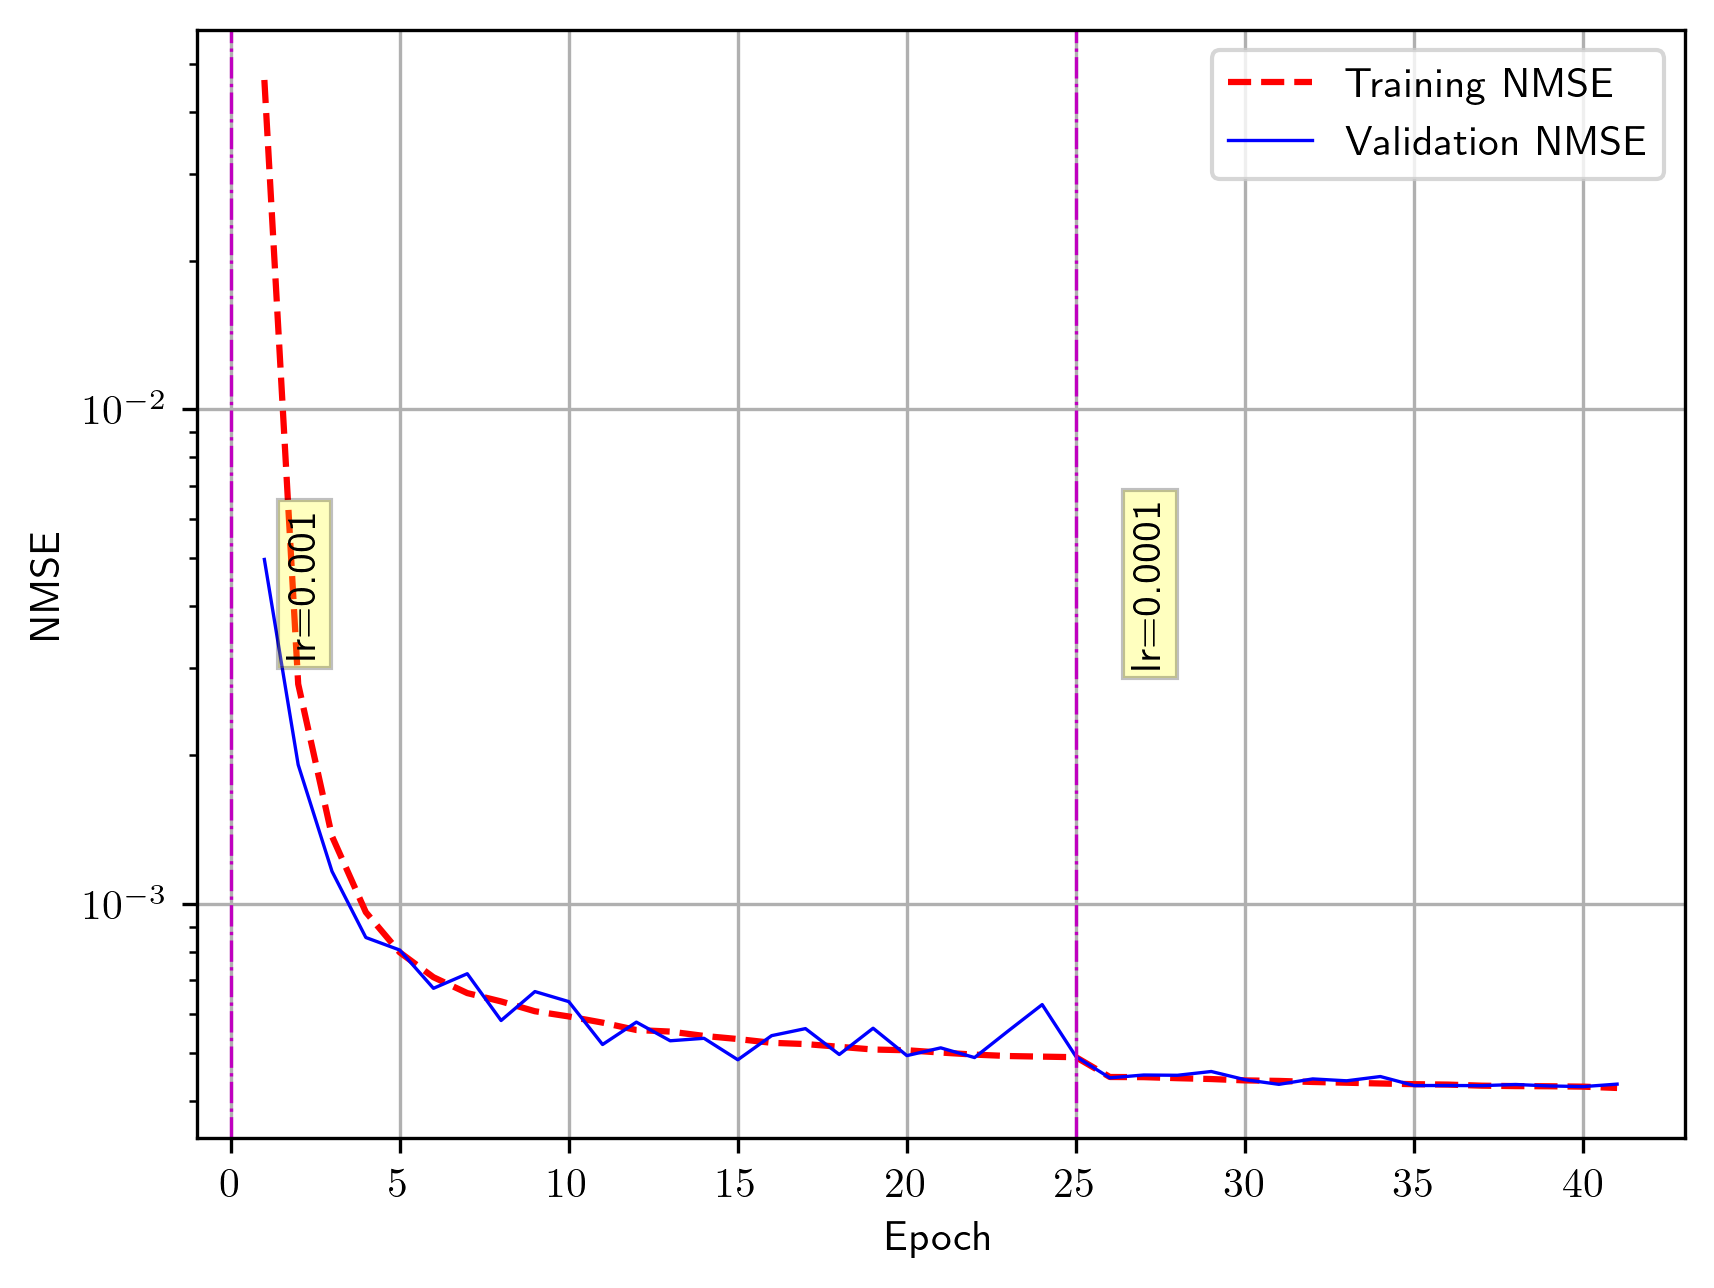 Training NMSE
Validation NMSE
NMSE
10⁻²
10⁻³
lr=0.001
lr=0.0001
0 5 10 15 20 25 30 35 40
Epoch